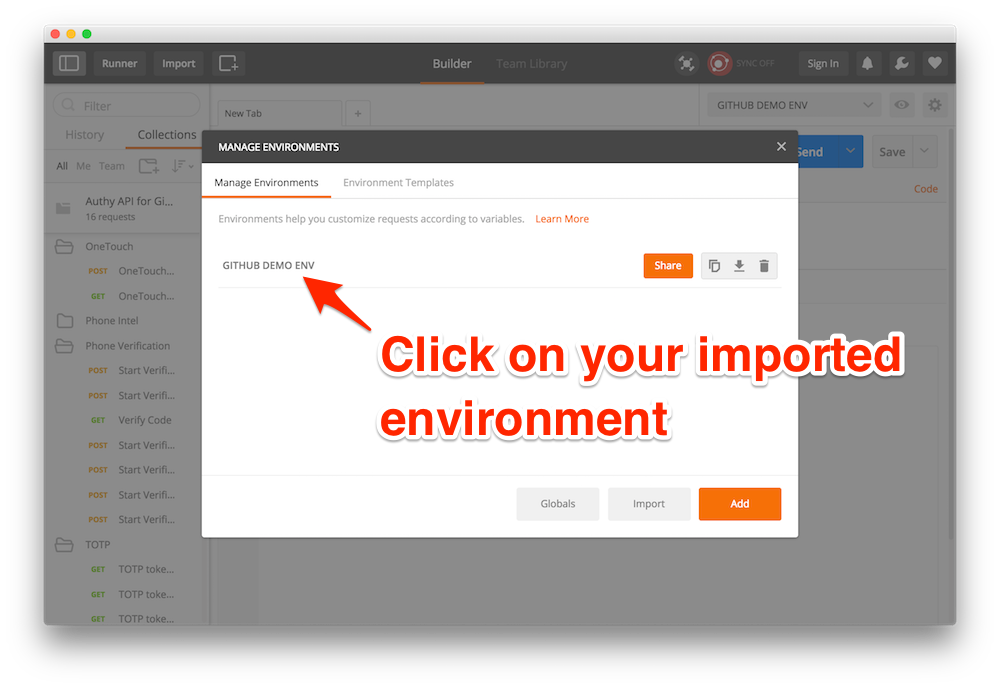 Runner
Import
Builder
Team Library
SYNC OFF
Sign In
Filter
New Tab
+
GITHUB DEMO ENV
History
Collections
All Me Team
Send
Save
Code
Authy API for Gi...
16 requests
OneTouch
POST OneTouch...
GET OneTouch...
Phone Intel
Phone Verification
POST Start Verifi...
POST Start Verifi...
GET Verify Code
POST Start Verifi...
POST Start Verifi...
POST Start Verifi...
POST Start Verifi...
TOTP
GET TOTP toke...
GET TOTP toke...
GET TOTP toke...
MANAGE ENVIRONMENTS
Manage Environments
Environment Templates
Environments help you customize requests according to variables. Learn More
GITHUB DEMO ENV
Share
Click on your imported
environment
Globals
Import
Add